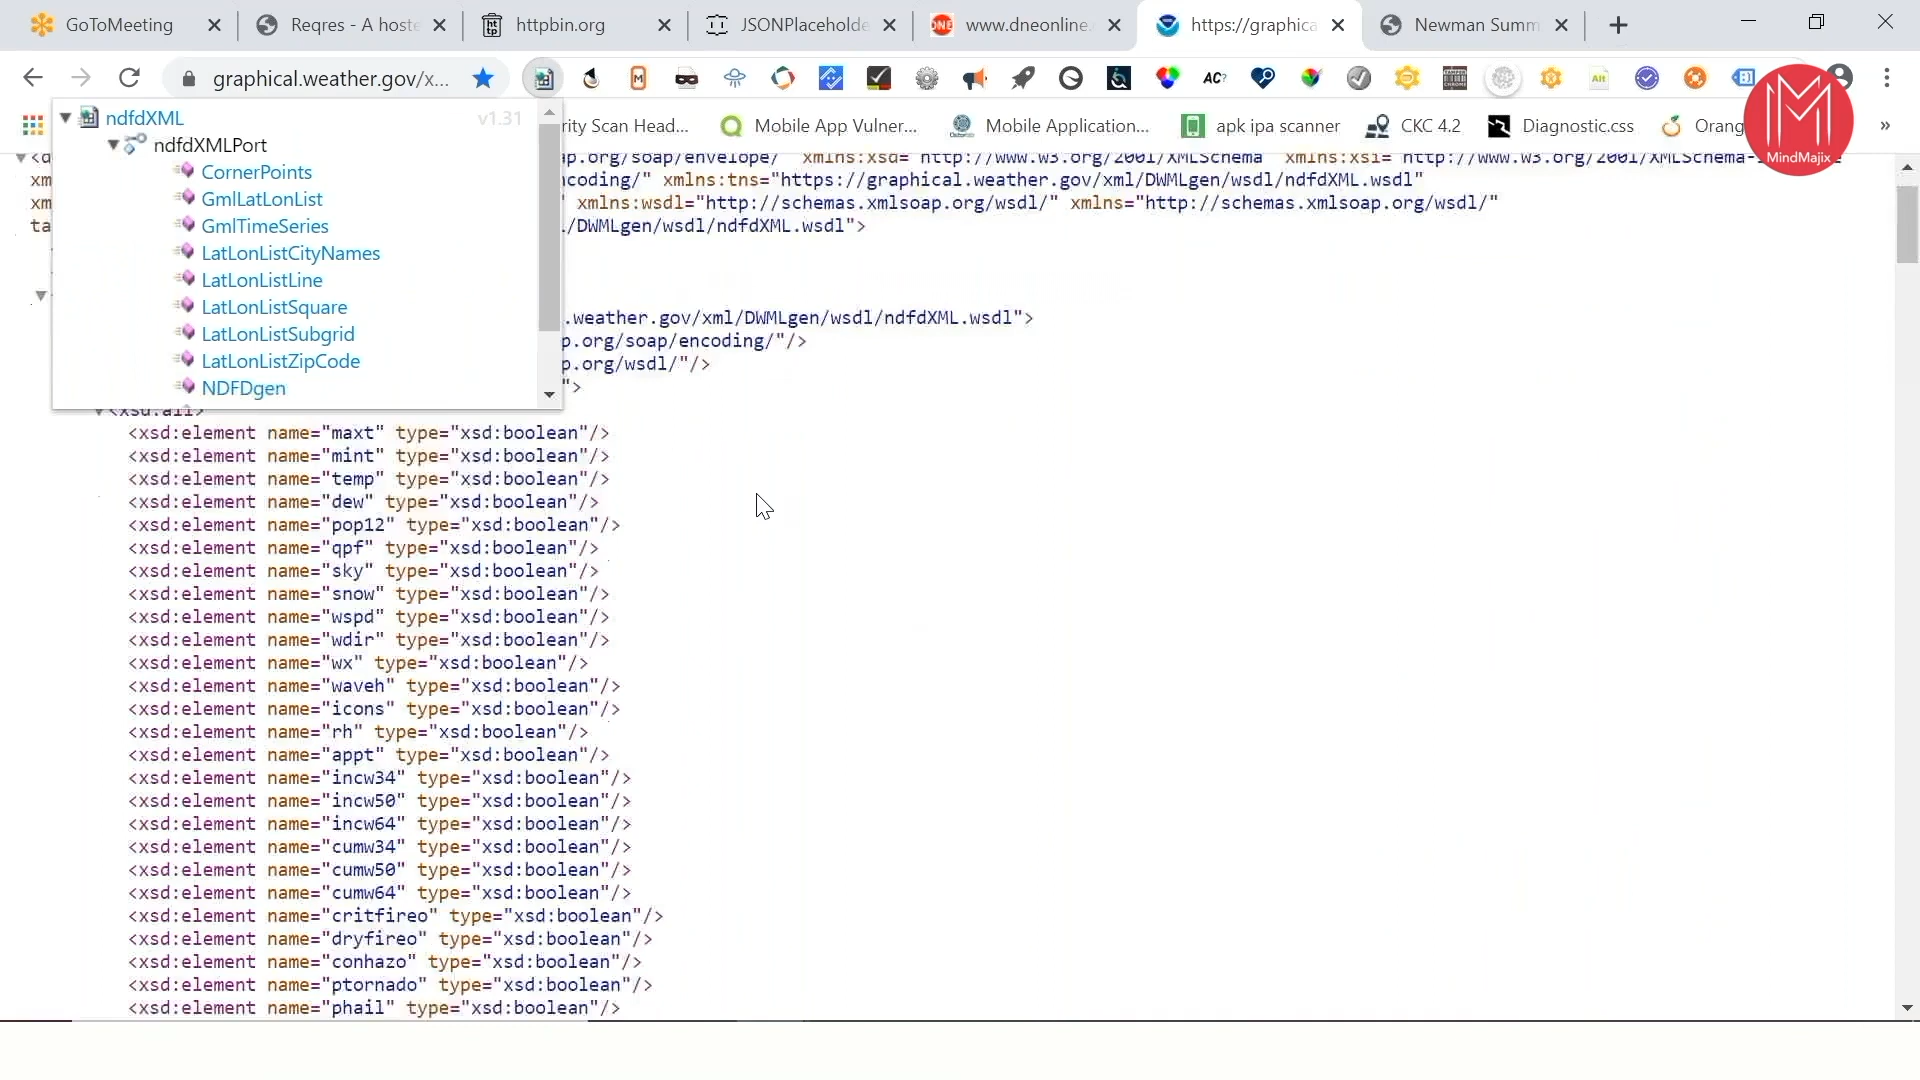 GoToMeeting
Reqres - A hoste
httpbin.org
JSONPlaceholde
www.dneonline.
https://graphica
Newman Summ
graphical.weather.gov/x...
AC?
ndfdXML v1.31
ndfdXMLPort
CornerPoints
GmlLatLonList
GmlTimeSeries
LatLonListCityNames
LatLonListLine
LatLonListSquare
LatLonListSubgrid
LatLonListZipCode
NDFDgen
rity Scan Head...
Mobile App Vulner...
Mobile Application...
apk ipa scanner
CKC 4.2
Diagnostic.css
Orang
MindMajix
<d
ap.org/soap/envelope/" xmlns:xsd="http://www.w3.org/2001/XMLSchema" xmlns:xsi="http://www.w3.org/2001/XMLSchema-
xm
ncoding/" xmlns:tns="https://graphical.weather.gov/xml/DWMLgen/wsdl/ndfdXML.wsdl"
xm
" xmlns:wsdl="http://schemas.xmlsoap.org/wsdl/" xmlns="http://schemas.xmlsoap.org/wsdl/"
ta
/DWMLgen/wsdl/ndfdXML.wsdl">
.weather.gov/xml/DWMLgen/wsdl/ndfdXML.wsdl">
p.org/soap/encoding/"/>
p.org/wsdl/"/>
">
<xsd:all>
<xsd:element name="maxt" type="xsd:boolean"/>
<xsd:element name="mint" type="xsd:boolean"/>
<xsd:element name="temp" type="xsd:boolean"/>
<xsd:element name="dew" type="xsd:boolean"/>
<xsd:element name="pop12" type="xsd:boolean"/>
<xsd:element name="qpf" type="xsd:boolean"/>
<xsd:element name="sky" type="xsd:boolean"/>
<xsd:element name="snow" type="xsd:boolean"/>
<xsd:element name="wspd" type="xsd:boolean"/>
<xsd:element name="wdir" type="xsd:boolean"/>
<xsd:element name="wx" type="xsd:boolean"/>
<xsd:element name="waveh" type="xsd:boolean"/>
<xsd:element name="icons" type="xsd:boolean"/>
<xsd:element name="rh" type="xsd:boolean"/>
<xsd:element name="appt" type="xsd:boolean"/>
<xsd:element name="incw34" type="xsd:boolean"/>
<xsd:element name="incw50" type="xsd:boolean"/>
<xsd:element name="incw64" type="xsd:boolean"/>
<xsd:element name="cumw34" type="xsd:boolean"/>
<xsd:element name="cumw50" type="xsd:boolean"/>
<xsd:element name="cumw64" type="xsd:boolean"/>
<xsd:element name="critfireo" type="xsd:boolean"/>
<xsd:element name="dryfireo" type="xsd:boolean"/>
<xsd:element name="conhazo" type="xsd:boolean"/>
<xsd:element name="ptornado" type="xsd:boolean"/>
<xsd:element name="phail" type="xsd:boolean"/>